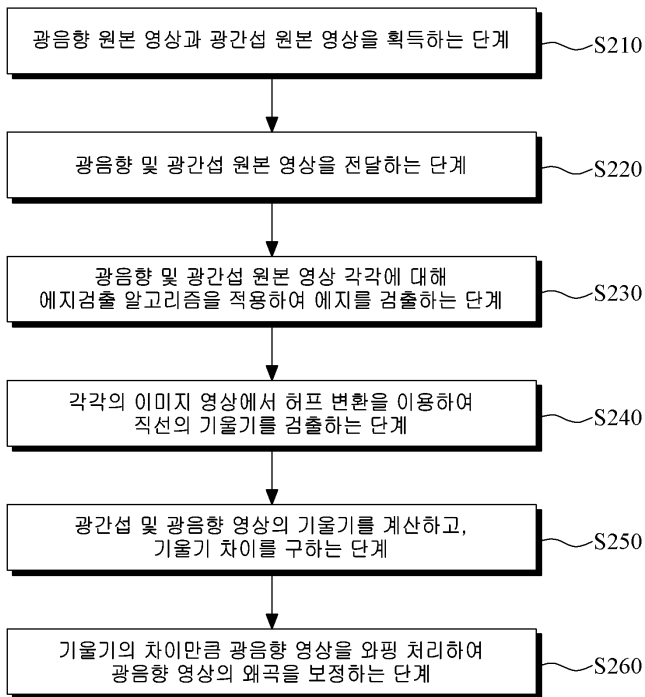 광음향 원본 영상과 광간섭 원본 영상을 획득하는 단계
S210
광음향 및 광간섭 원본 영상을 전달하는 단계
S220
광음향 및 광간섭 원본 영상 각각에 대해
에지검출 알고리즘을 적용하여 에지를 검출하는 단계
S230
각각의 이미지 영상에서 허프 변환을 이용하여
직선의 기울기를 검출하는 단계
S240
광간섭 및 광음향 영상의 기울기를 계산하고,
기울기 차이를 구하는 단계
S250
기울기의 차이만큼 광음향 영상을 와핑 처리하여
광음향 영상의 왜곡을 보정하는 단계
S260